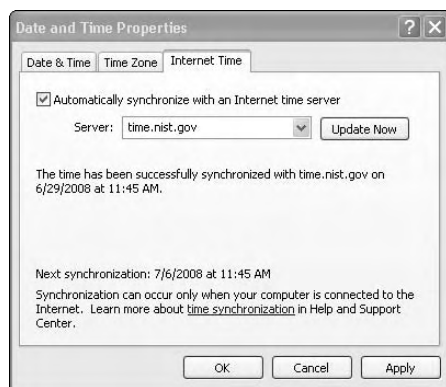 Date and Time Properties
Date & Time Time Zone Internet Time
Automatically synchronize with an Internet time server
Server: time.nist.gov Update Now
The time has been successfully synchronized with time.nist.gov on
6/29/2008 at 11:45 AM.
Next synchronization: 7/6/2008 at 11:45 AM
Synchronization can occur only when your computer is connected to the
Internet. Learn more about time synchronization in Help and Support
Center.
OK Cancel Apply